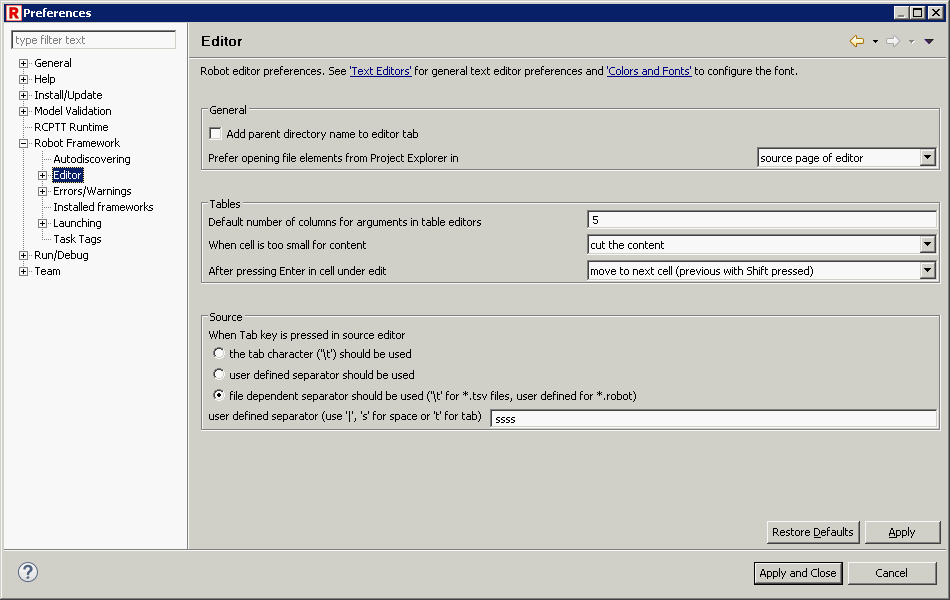 R Preferences
type filter text
General
Help
Install/Update
Model Validation
RCPTT Runtime
Robot Framework
Autodiscovering
Editor
Errors/Warnings
Installed frameworks
Launching
Task Tags
Run/Debug
Team
Editor
Robot editor preferences. See 'Text Editors' for general text editor preferences and 'Colors and Fonts' to configure the font.
General
Add parent directory name to editor tab
Prefer opening file elements from Project Explorer in source page of editor
Tables
Default number of columns for arguments in table editors 5
When cell is too small for content cut the content
After pressing Enter in cell under edit move to next cell (previous with Shift pressed)
Source
When Tab key is pressed in source editor
the tab character ('\t') should be used
user defined separator should be used
file dependent separator should be used ('\t' for *.tsv files, user defined for *.robot)
user defined separator (use '|', 's' for space or 't' for tab) ssss
Restore Defaults Apply
? Apply and Close Cancel